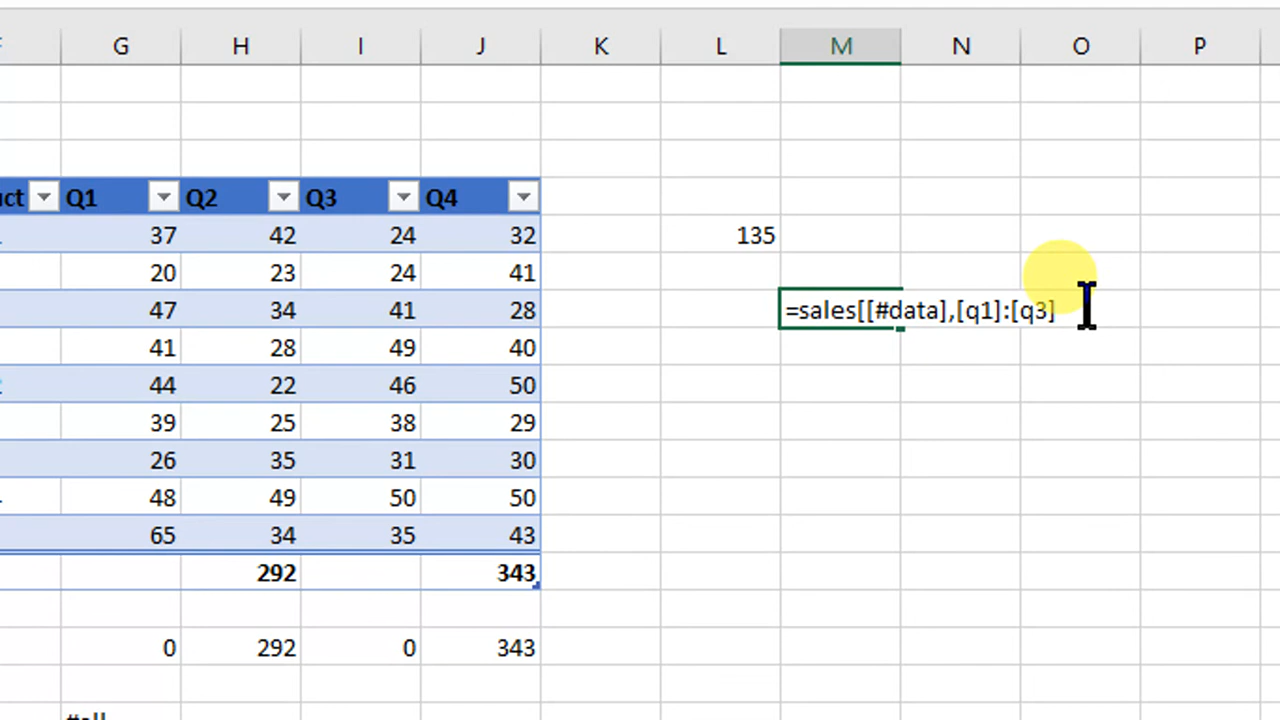 G H I J K L M N O P
uct Q1 Q2 Q3 Q4
37 42 24 32 135
20 23 24 41
47 34 41 28 =sales[[#data],[q1]:[q3]
41 28 49 40
44 22 46 50
39 25 38 29
26 35 31 30
48 49 50 50
65 34 35 43
292 343
0 292 0 343